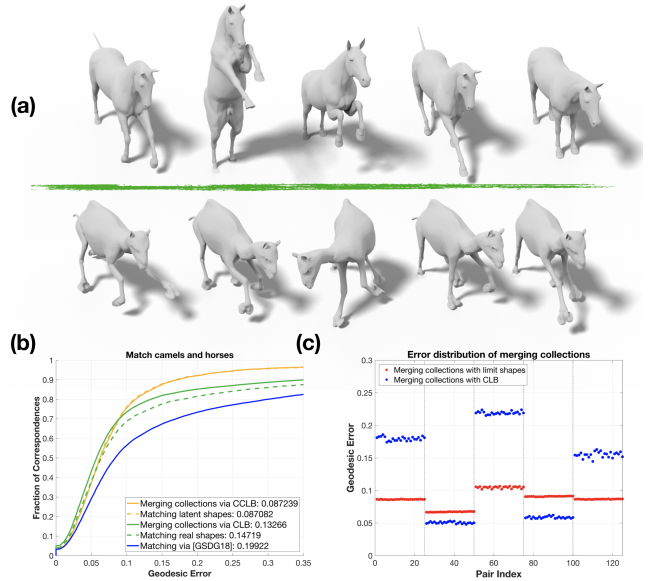 (a)
(b)
Match camels and horses
Fraction of Correspondences
1
0.9
0.8
0.7
0.6
0.5
0.4
0.3
0.2
0.1
0
0 0.05 0.1 0.15 0.2 0.25 0.3 0.35
Geodesic Error
Merging collections via CCLB: 0.087239
Matching latent shapes: 0.087082
Merging collections via CLB: 0.13266
Matching real shapes: 0.14719
Matching via [GSDG18]: 0.19922
(c)
Error distribution of merging collections
Merging collections with limit shapes
Merging collections with CLB
Geodesic Error
0.3
0.25
0.2
0.15
0.1
0.05
0
0 20 40 60 80 100 120
Pair Index